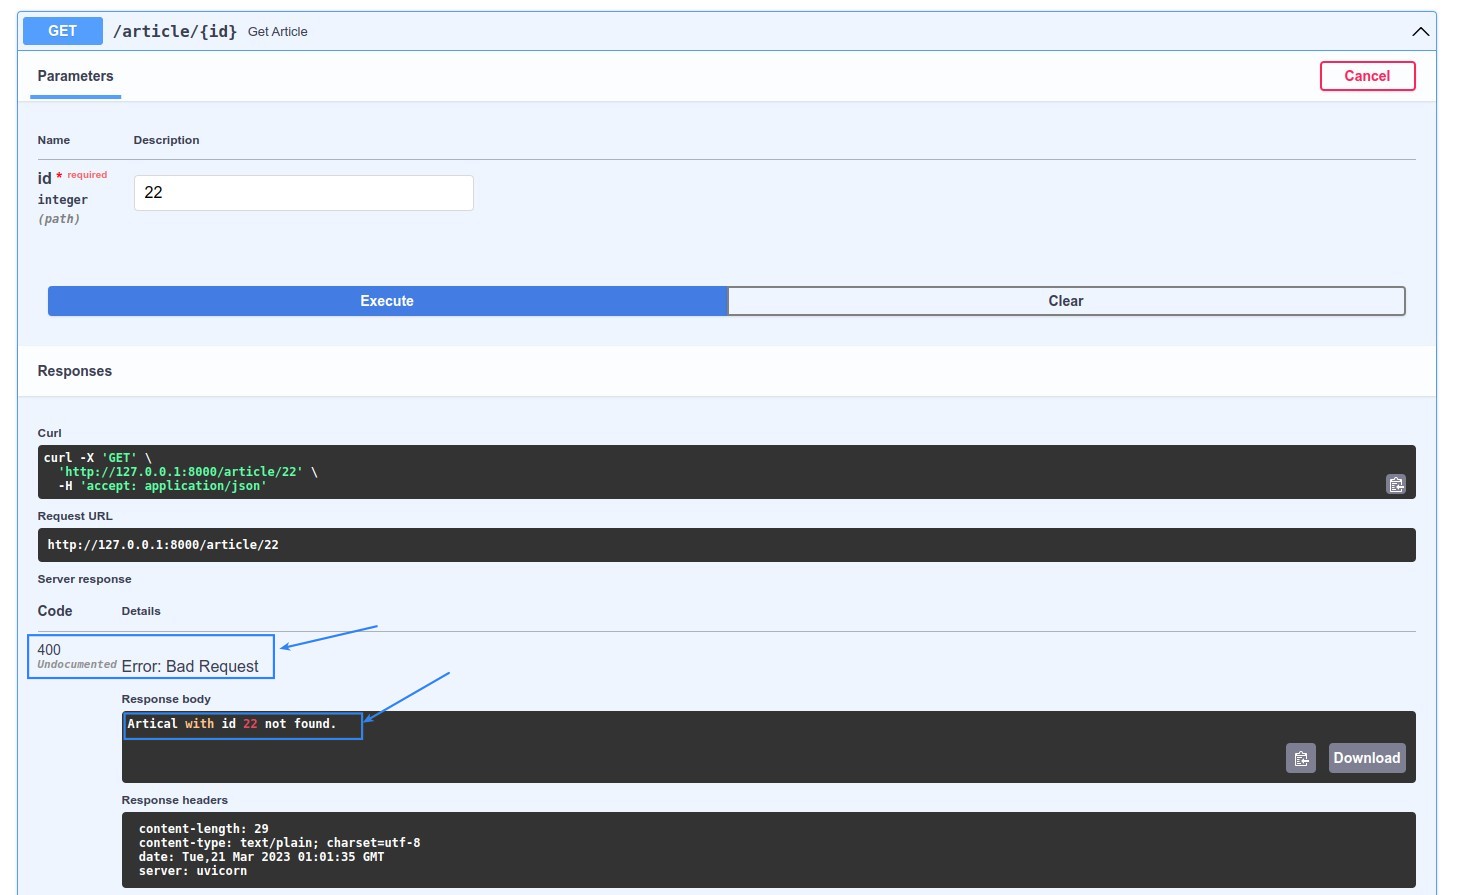 GET /article/{id} Get Article
Parameters
Cancel
Name Description
id * required
22
integer
(path)
Execute Clear
Responses
Curl
curl -X 'GET' \
'http://127.0.0.1:8000/article/22' \
-H 'accept: application/json'
Request URL
http://127.0.0.1:8000/article/22
Server response
Code Details
400
Undocumented Error: Bad Request
Response body
Artical with id 22 not found.
Download
Response headers
content-length: 29
content-type: text/plain; charset=utf-8
date: Tue,21 Mar 2023 01:01:35 GMT
server: uvicorn